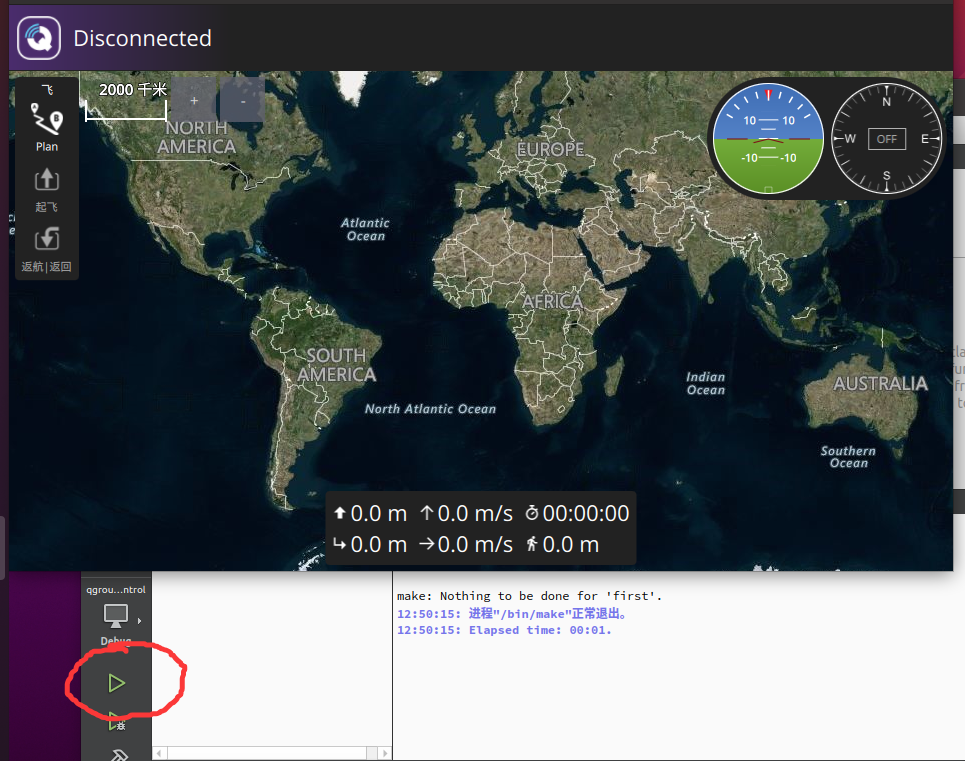 Disconnected
飞
Plan
起飞
返航|返回
2000 千米
+
-
NORTH
AMERICA
EUROPE
Atlantic
Ocean
AFRICA
SOUTH
AMERICA
North Atlantic Ocean
Indian
Ocean
AUSTRALIA
Southern
Ocean
10 10
-10 -10
N
W OFF E
S
0.0 m 0.0 m/s 00:00:00
0.0 m 0.0 m/s 0.0 m
qgrou...ntrol
Debug
make: Nothing to be done for 'first'.
12:50:15: 进程"/bin/make"正常退出。
12:50:15: Elapsed time: 00:01.